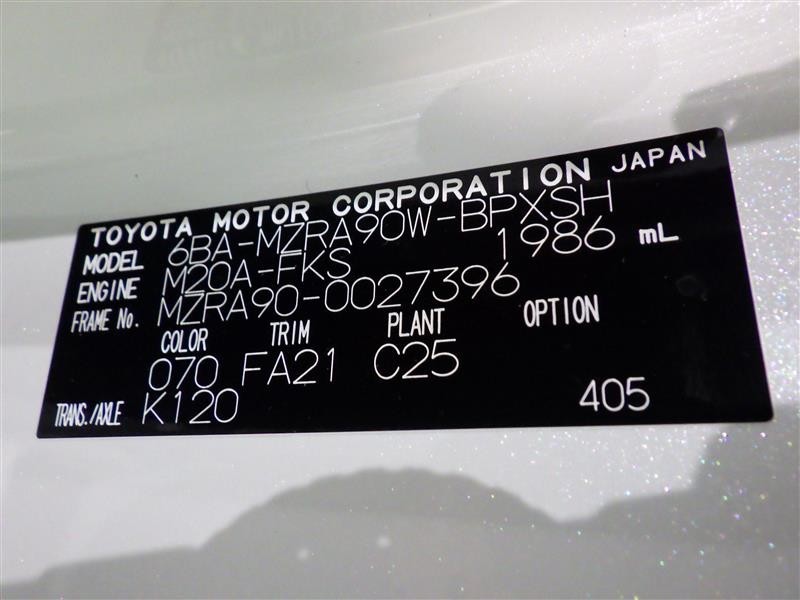 TOYOTA MOTOR CORPORATION JAPAN
MODEL 6BA-MZRA90W-BPXSH
ENGINE M20A-FKS 1986 mL
FRAME No. MZRA90-0027396
COLOR TRIM PLANT OPTION
070 FA21 C25
TRANS./AXLE K120 405